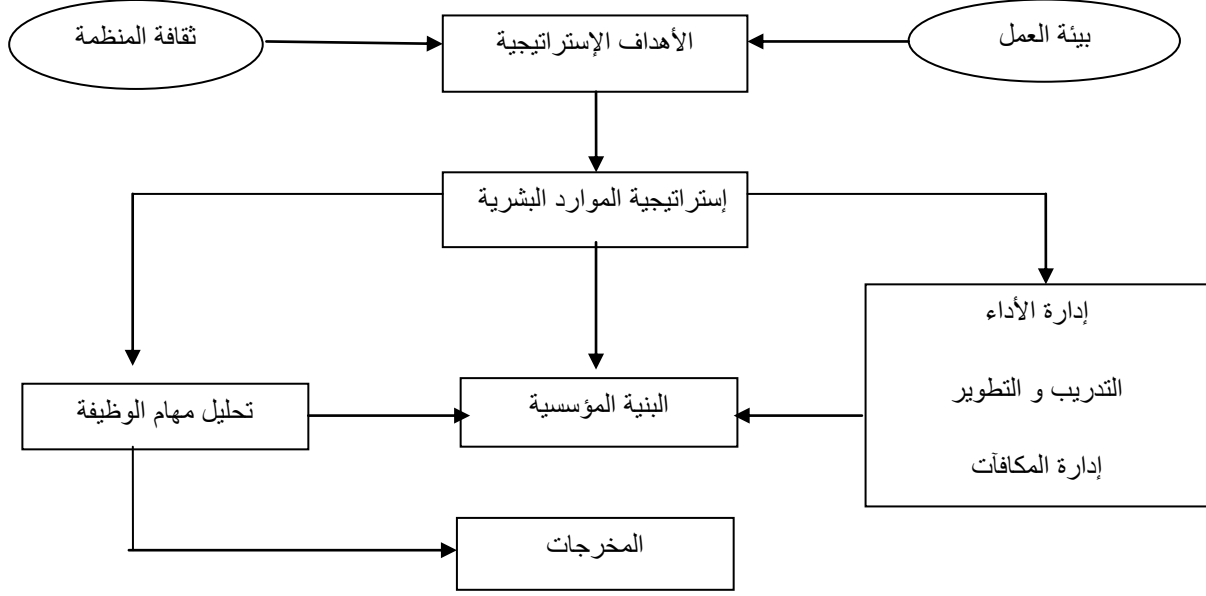 بيئة العمل
الأهداف الإستراتيجية
ثقافة المنظمة
إستراتيجية الموارد البشرية
إدارة الأداء
التدريب و التطوير
إدارة المكافآت
البنية المؤسسية
تحليل مهام الوظيفة
المخرجات